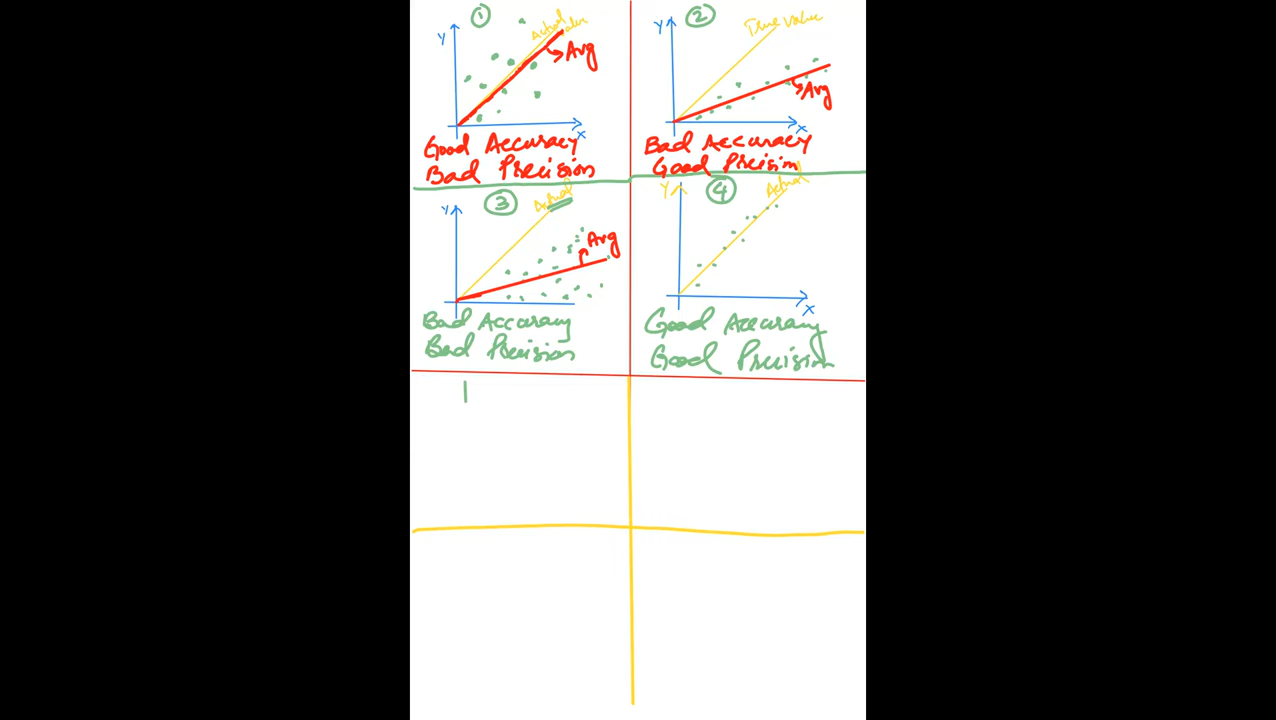 ①
Y
Actual
Avg
X
Good Accuracy
Bad Precision
②
Y
True Value
Avg
X
Bad Accuracy
Good Precision
③
Y
Actual
Avg
Bad Accuracy
Bad Precision
④
Y
Actual
X
Good Accuracy
Good Precision